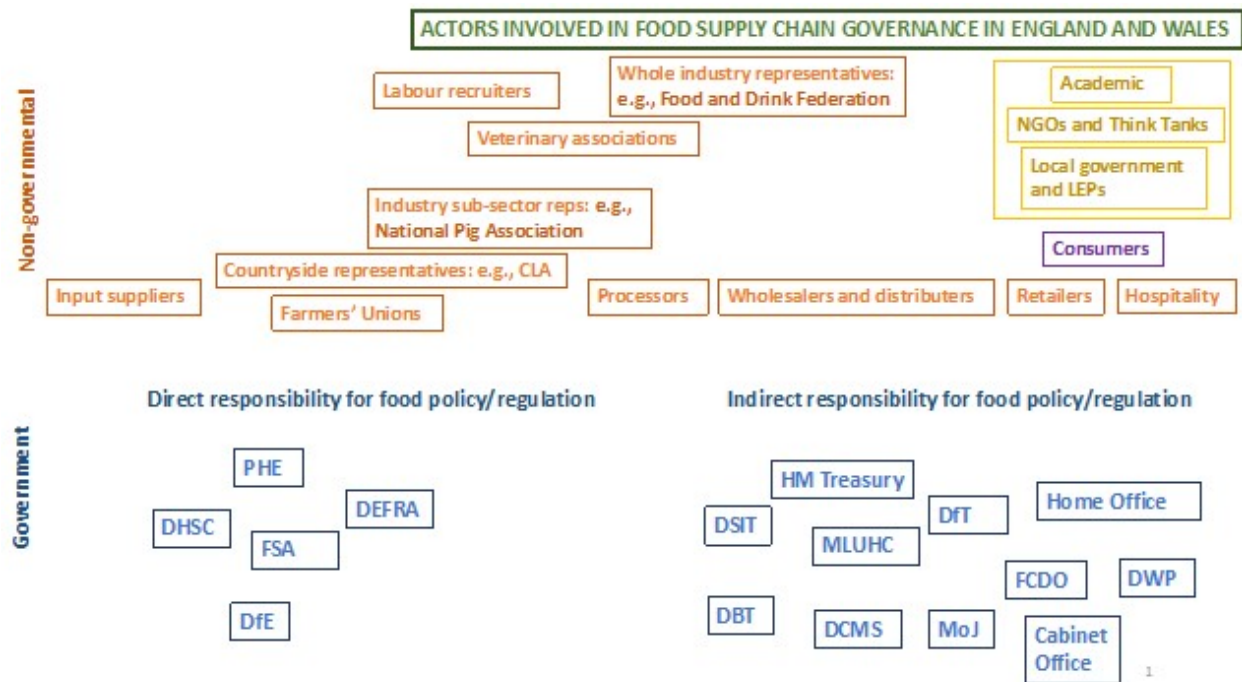 ACTORS INVOLVED IN FOOD SUPPLY CHAIN GOVERNANCE IN ENGLAND AND WALES
Non-governmental
Labour recruiters
Whole industry representatives:
e.g., Food and Drink Federation
Veterinary associations
Academic
NGOs and Think Tanks
Local government
and LEPs
Industry sub-sector reps: e.g.,
National Pig Association
Consumers
Countryside representatives: e.g., CLA
Input suppliers
Farmers' Unions
Processors
Wholesalers and distributers
Retailers
Hospitality
Government
Direct responsibility for food policy/regulation
PHE
DEFRA
DHSC
FSA
DfE
Indirect responsibility for food policy/regulation
HM Treasury
Home Office
DSIT
DfT
MLUHC
FCDO
DWP
DBT
DCMS
MoJ
Cabinet
Office
1